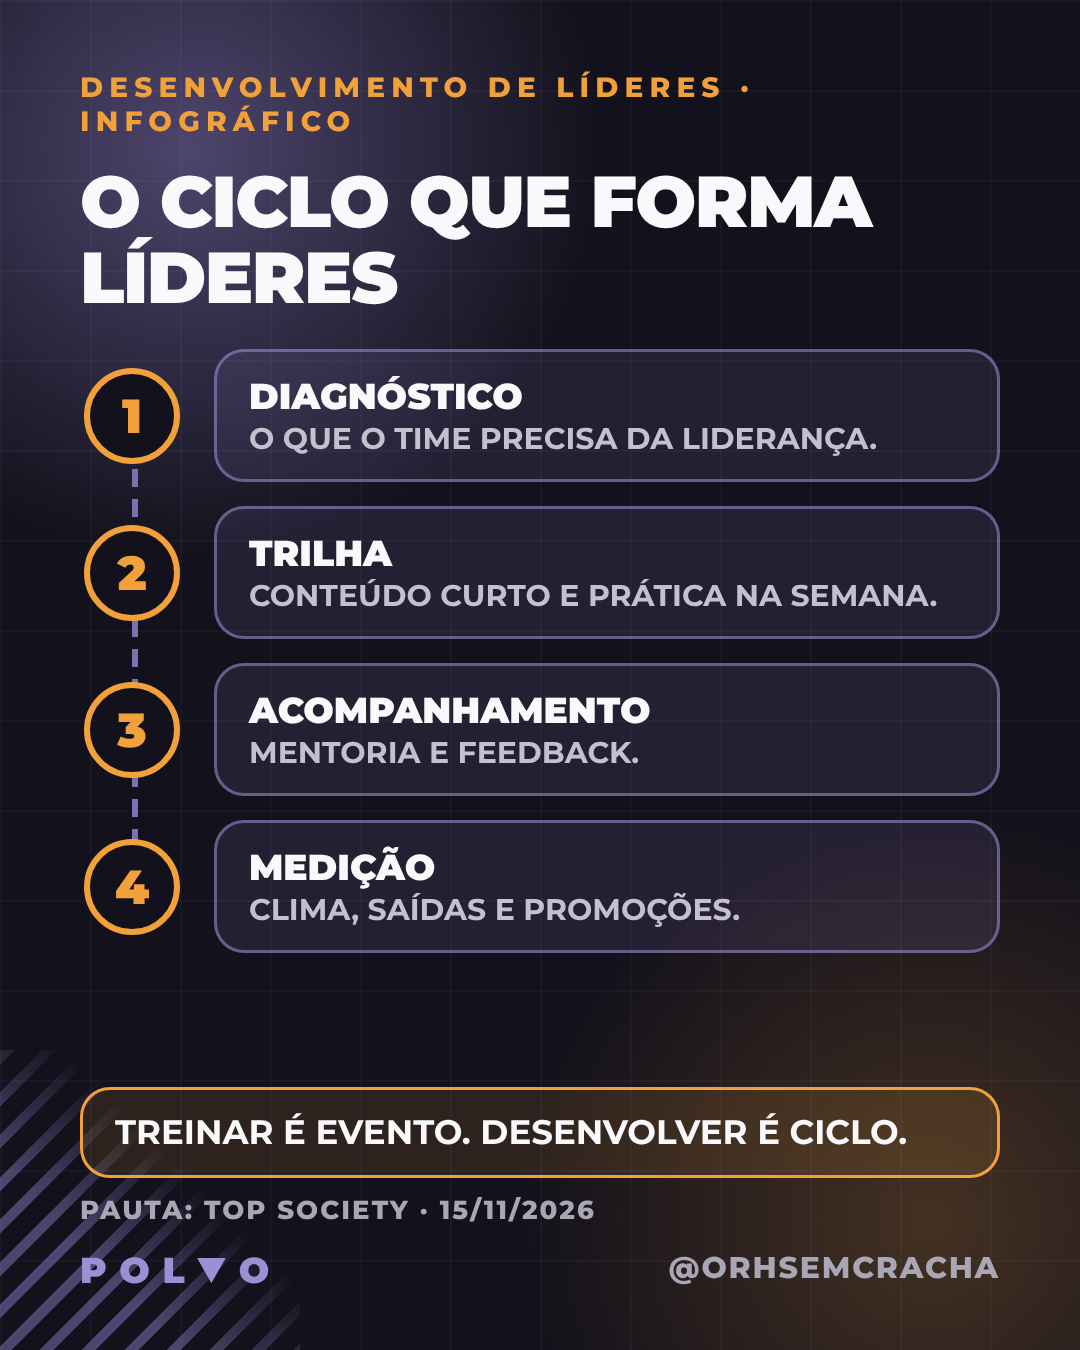 DESENVOLVIMENTO DE LÍDERES ·
INFOGRÁFICO
O CICLO QUE FORMA
LÍDERES
1
DIAGNÓSTICO
O QUE O TIME PRECISA DA LIDERANÇA.
2
TRILHA
CONTEÚDO CURTO E PRÁTICA NA SEMANA.
3
ACOMPANHAMENTO
MENTORIA E FEEDBACK.
4
MEDIÇÃO
CLIMA, SAÍDAS E PROMOÇÕES.
TREINAR É EVENTO. DESENVOLVER É CICLO.
PAUTA: TOP SOCIETY · 15/11/2026
POL▼O
@ORHSEMCRACHA